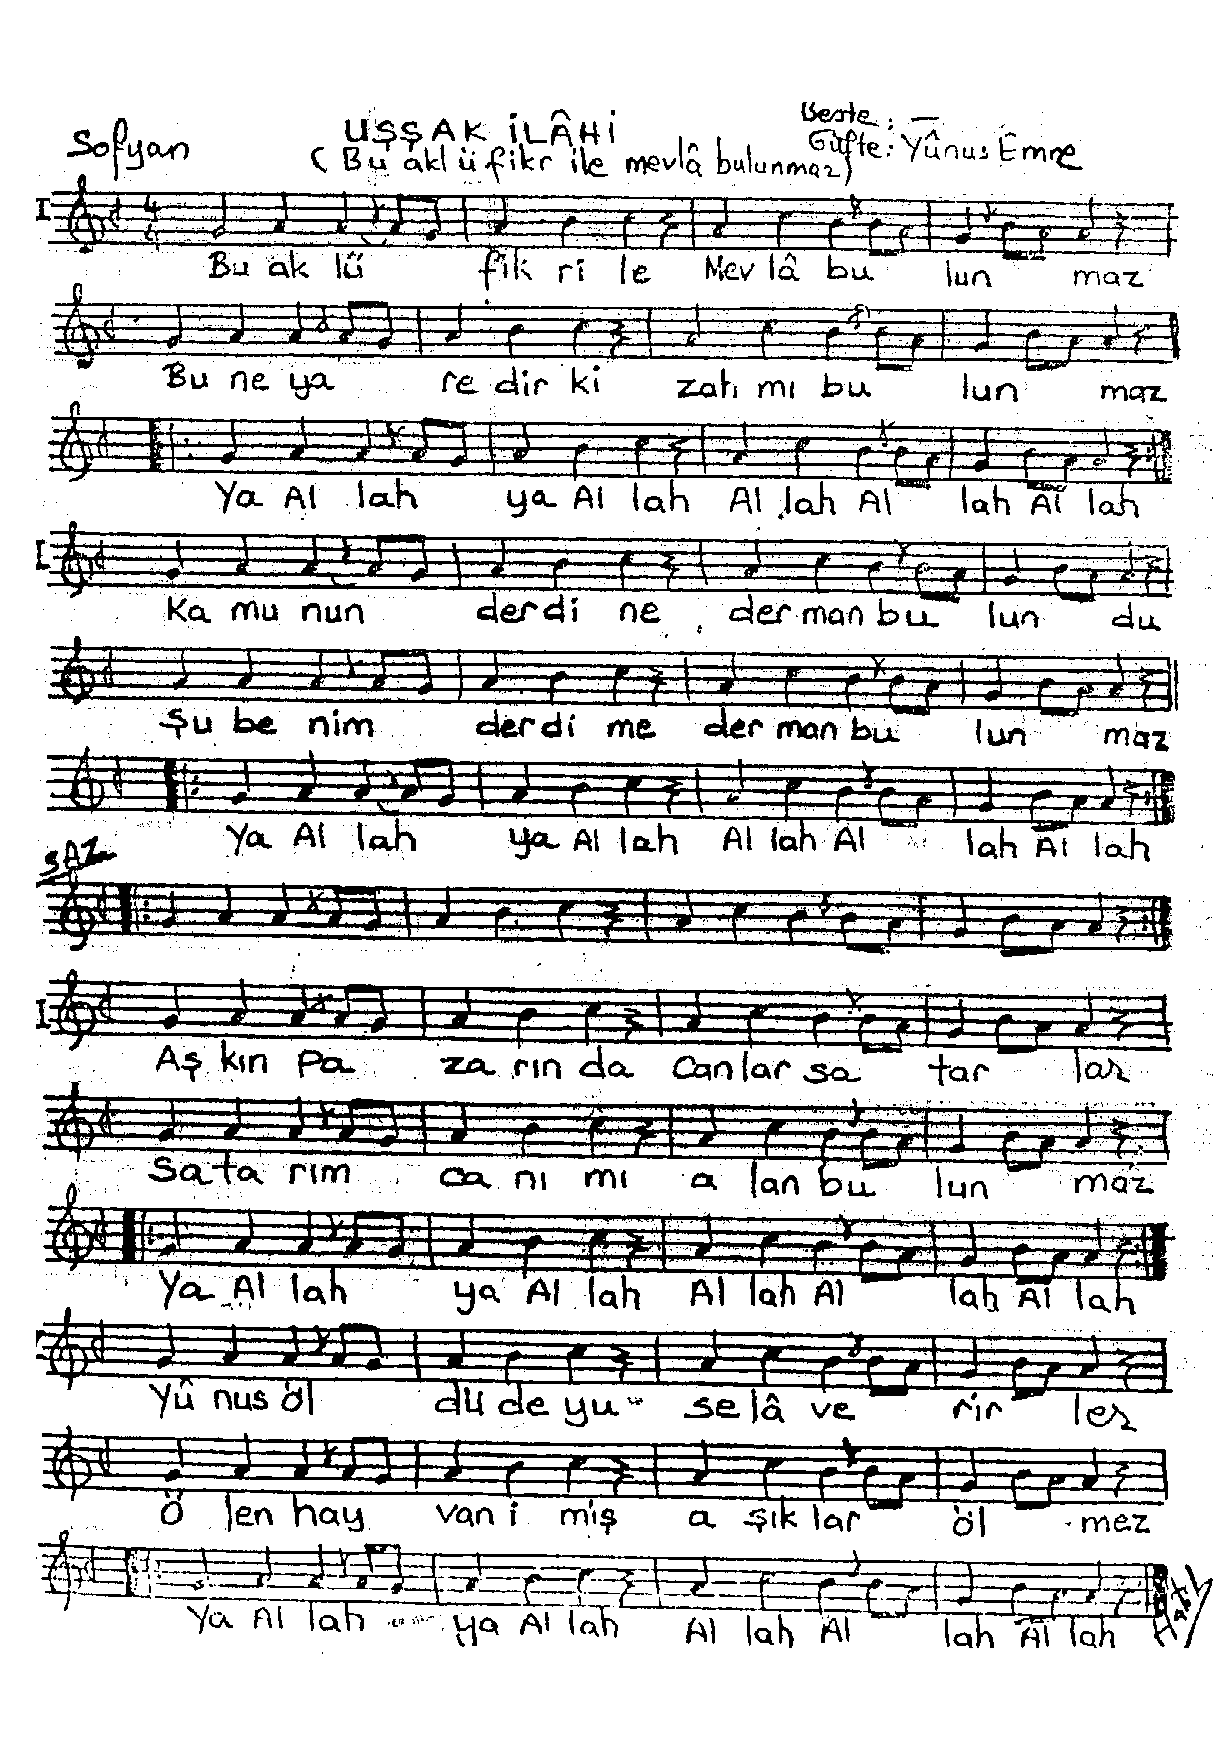 Sofyan
UŞŞAK İLÂHİ
(Bu akl ü fikr ile mevlâ bulunmaz)
Beste: —
Güfte: Yûnus Emre
I
Bu ak lü fik ri le Mev lâ bu lun maz
Bu ne ya re dir ki zah mı bu lun maz
Ya Al lah ya Al lah Al lah Al lah Al lah
Ka mu nun der di ne der man bu lun du
Şu be nim der di me der man bu lun maz
Ya Al lah ya Al lah Al lah Al lah Al lah
SAZ
I
Aş kın pa za rın da Can lar sa tar lar
Sa ta rım ca nı mı a lan bu lun maz
Ya Al lah ya Al lah Al lah Al lah Al lah
Yû nus öl dü de yu se lâ ve rir ler
Ö len hay van i miş a şık lar öl mez
Ya Al lah ya Al lah Al lah Al lah Al lah